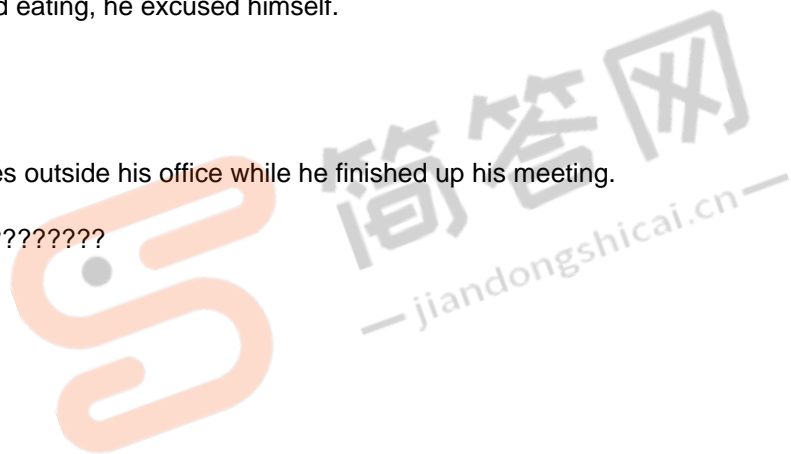 d eating, he excused himself.
es outside his office while he finished up his meeting.
????????
简答网
jiandongshicai.cn